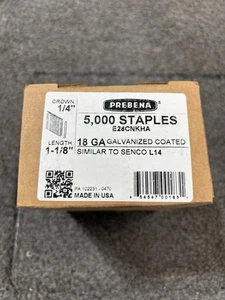 CROWN
1/4"
PREBENA
5,000 STAPLES
E28CNKHA
LENGTH
1-1/8"
18 GA GALVANIZED COATED
SIMILAR TO SENCO L14
MADE IN USA